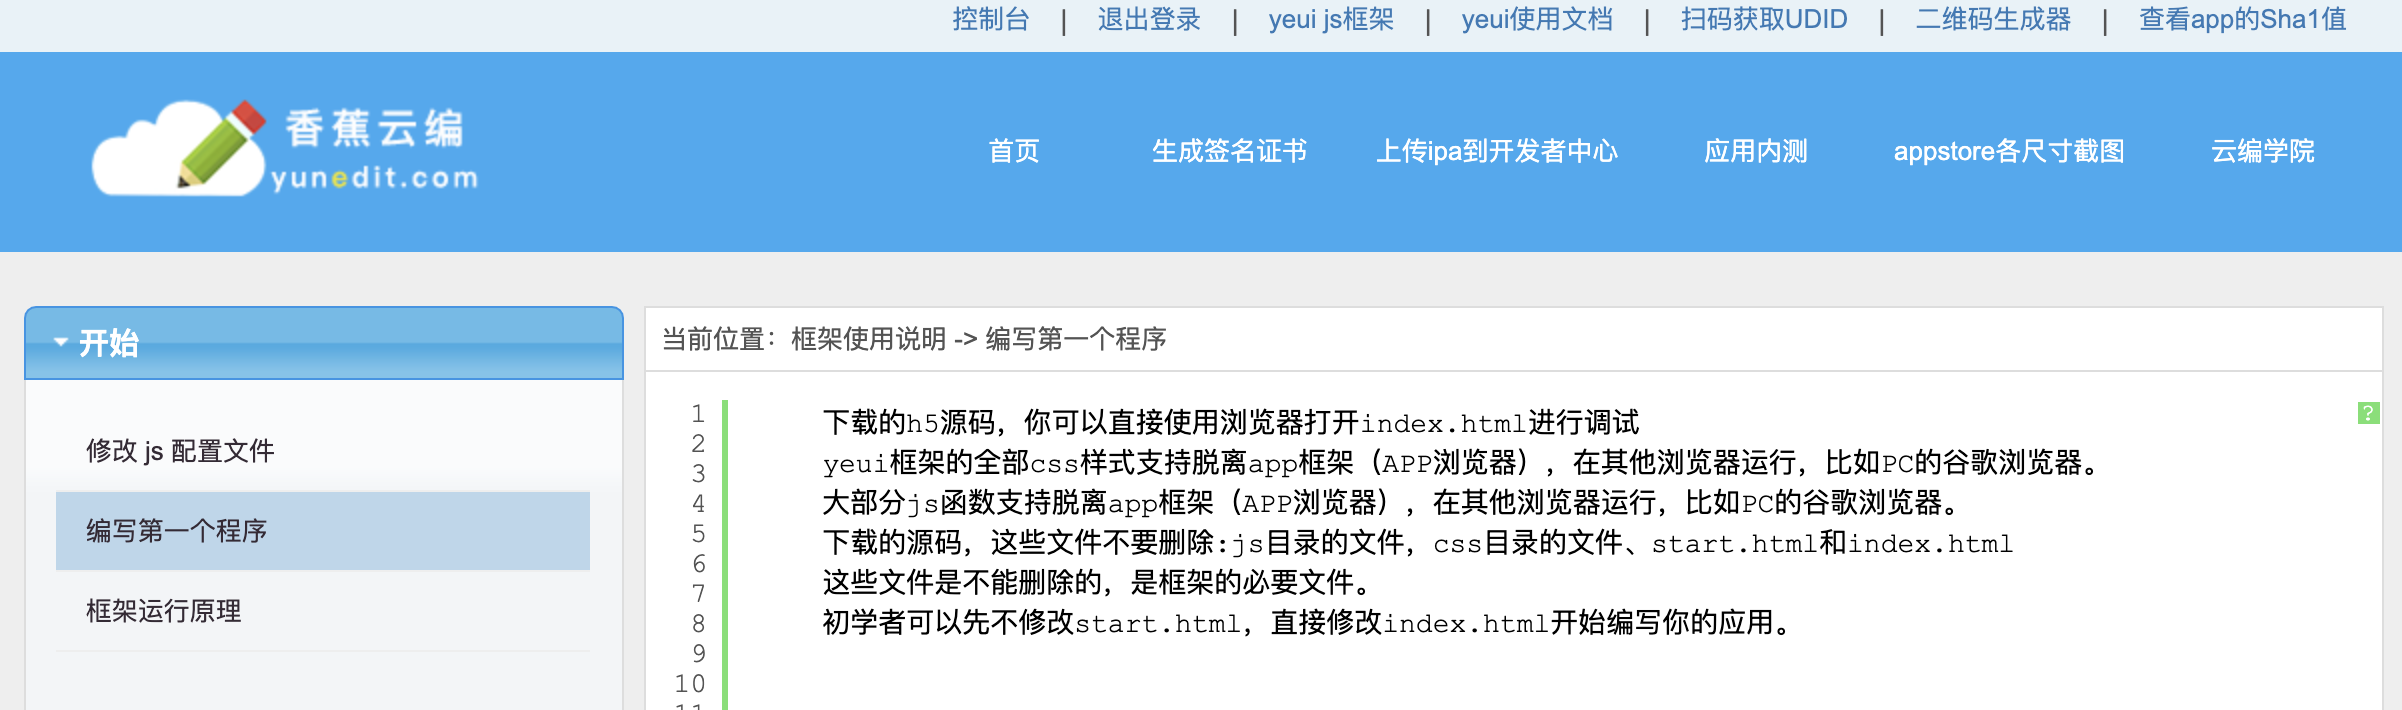 控制台 | 退出登录 | yeui js框架 | yeui使用文档 | 扫码获取UDID | 二维码生成器 | 查看app的Sha1值
香蕉云编
yunedit.com
首页 生成签名证书 上传ipa到开发者中心 应用内测 appstore各尺寸截图 云编学院
开始
修改 js 配置文件
编写第一个程序
框架运行原理
当前位置：框架使用说明 -> 编写第一个程序
?
1
2
3
4
5
6
7
8
9
10
下载的h5源码，你可以直接使用浏览器打开index.html进行调试
yeui框架的全部css样式支持脱离app框架（APP浏览器），在其他浏览器运行，比如PC的谷歌浏览器。
大部分js函数支持脱离app框架（APP浏览器），在其他浏览器运行，比如PC的谷歌浏览器。
下载的源码，这些文件不要删除:js目录的文件，css目录的文件、start.html和index.html
这些文件是不能删除的，是框架的必要文件。
初学者可以先不修改start.html，直接修改index.html开始编写你的应用。